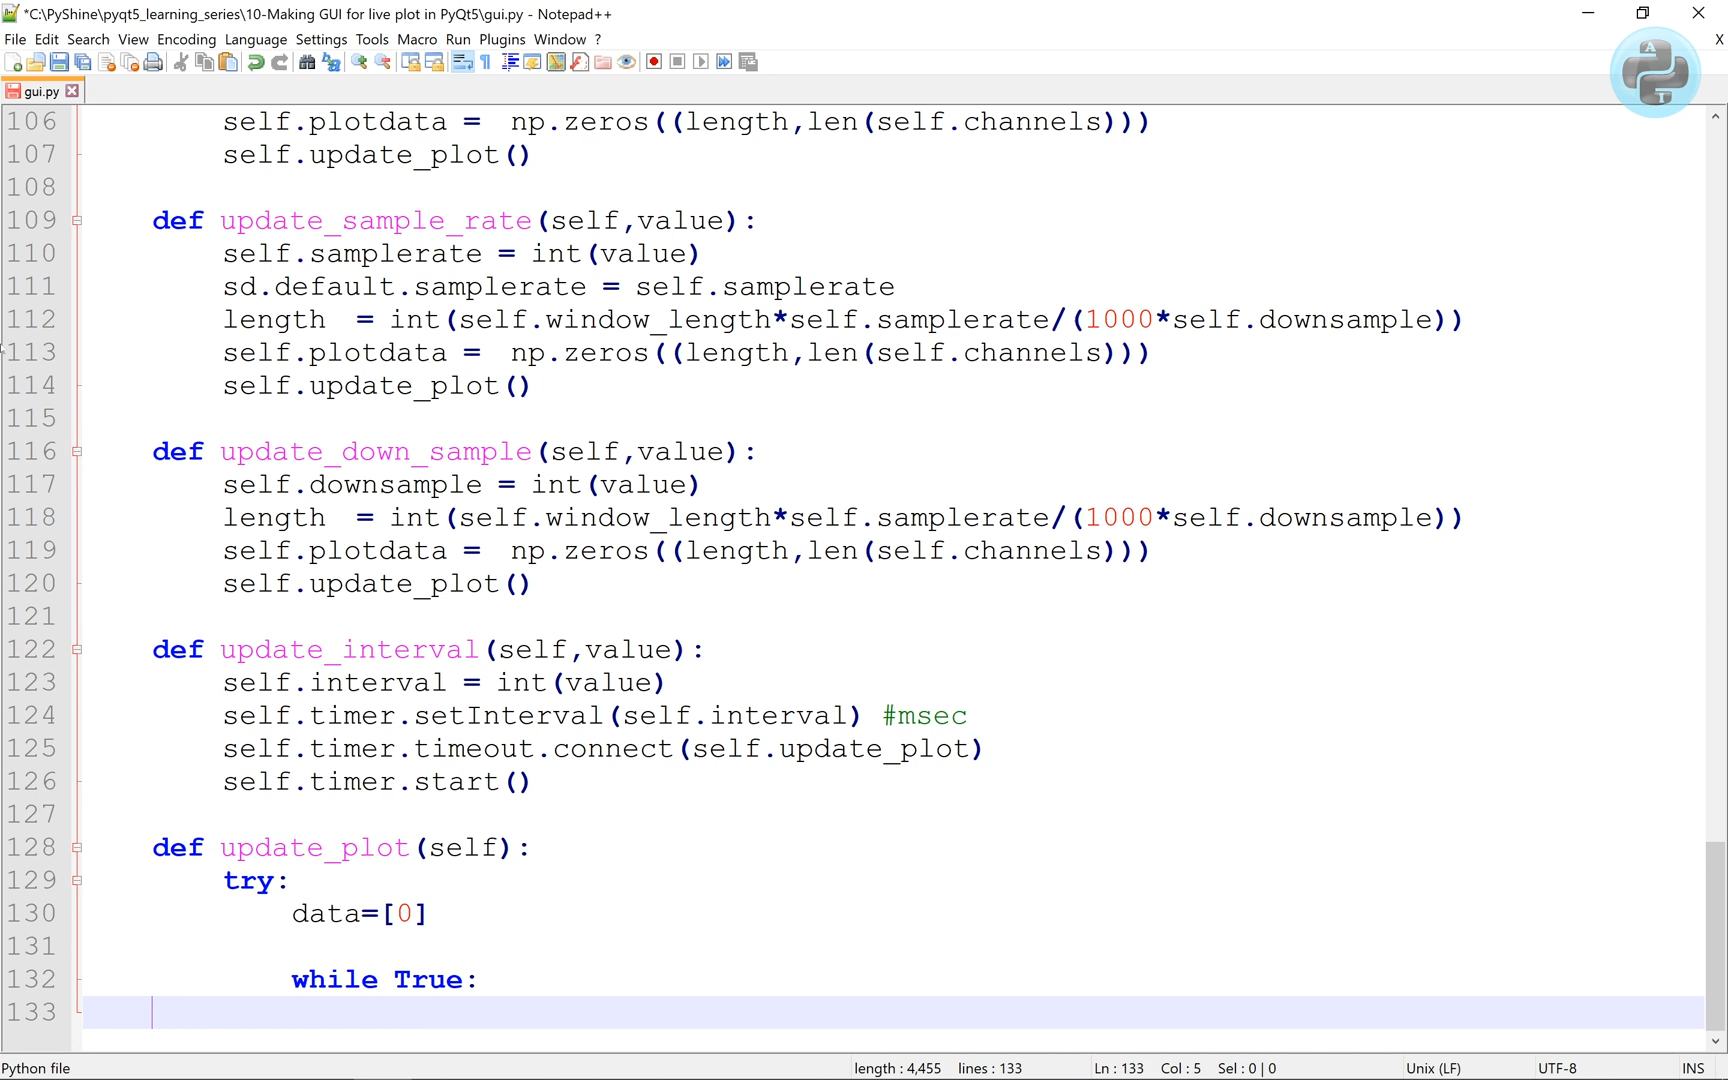 *C:\PyShine\pyqt5_learning_series\10-Making GUI for live plot in PyQt5\gui.py - Notepad++
File Edit Search View Encoding Language Settings Tools Macro Run Plugins Window ? X
gui.py
A
T
106 self.plotdata =  np.zeros((length,len(self.channels)))
107 self.update_plot()
108
109 def update_sample_rate(self,value):
110 self.samplerate = int(value)
111 sd.default.samplerate = self.samplerate
112 length  = int(self.window_length*self.samplerate/(1000*self.downsample))
113 self.plotdata =  np.zeros((length,len(self.channels)))
114 self.update_plot()
115
116 def update_down_sample(self,value):
117 self.downsample = int(value)
118 length  = int(self.window_length*self.samplerate/(1000*self.downsample))
119 self.plotdata =  np.zeros((length,len(self.channels)))
120 self.update_plot()
121
122 def update_interval(self,value):
123 self.interval = int(value)
124 self.timer.setInterval(self.interval) #msec
125 self.timer.timeout.connect(self.update_plot)
126 self.timer.start()
127
128 def update_plot(self):
129 try:
130 data=[0]
131
132 while True:
133
Python file length : 4,455 lines : 133 Ln : 133 Col : 5 Sel : 0 | 0 Unix (LF) UTF-8 INS